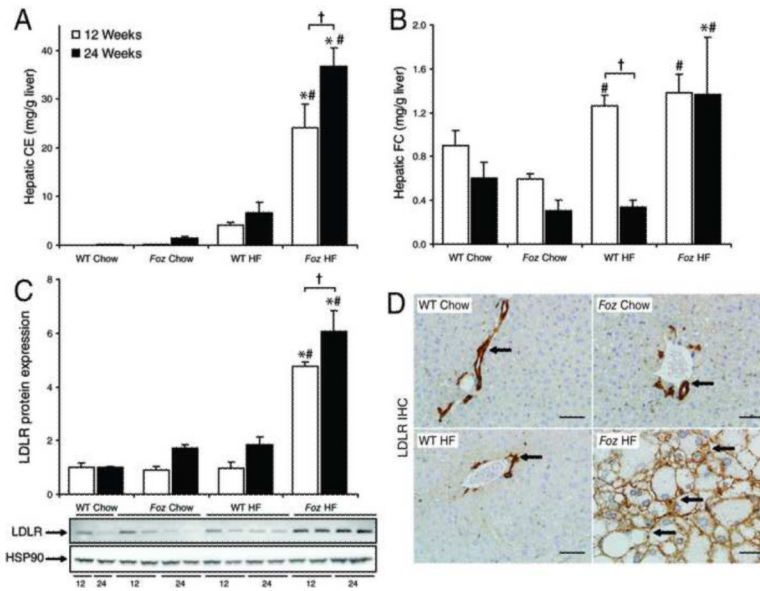 A
12 Weeks
24 Weeks
Hepatic CE (mg/g liver)
40
30
20
10
0
*#
†
* #
WT Chow
Foz Chow
WT HF
Foz HF
B
Hepatic FC (mg/g liver)
1.8
1.4
1.2
0.8
0.4
0.0
#
†
#
*#
WT Chow
Foz Chow
WT HF
Foz HF
C
LDLR protein expression
8
6
4
2
0
*#
†
*#
WT Chow
Foz Chow
WT HF
Foz HF
LDLR
HSP90
12 24 12 24 12 24 12 24
D
LDLR IHC
WT Chow
Foz Chow
WT HF
Foz HF